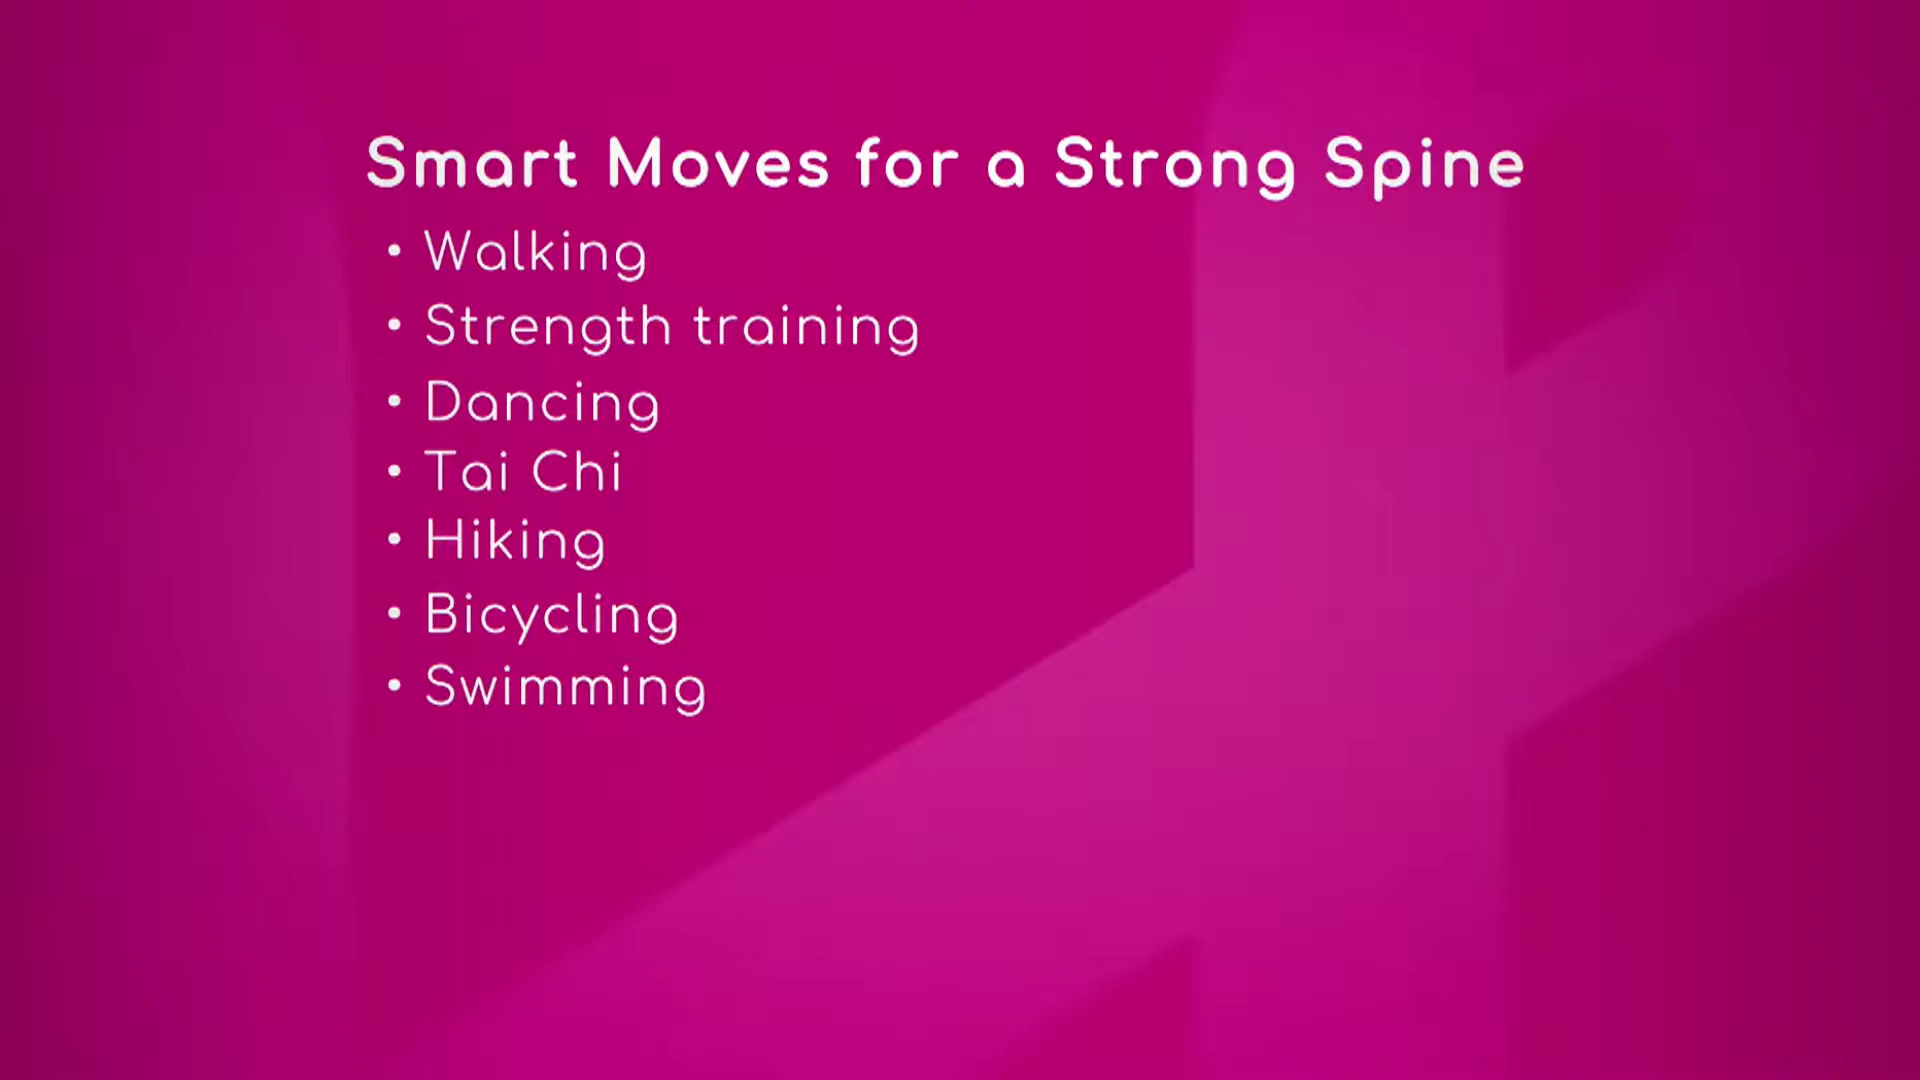 Smart Moves for a Strong Spine
• Walking
• Strength training
• Dancing
• Tai Chi
• Hiking
• Bicycling
• Swimming